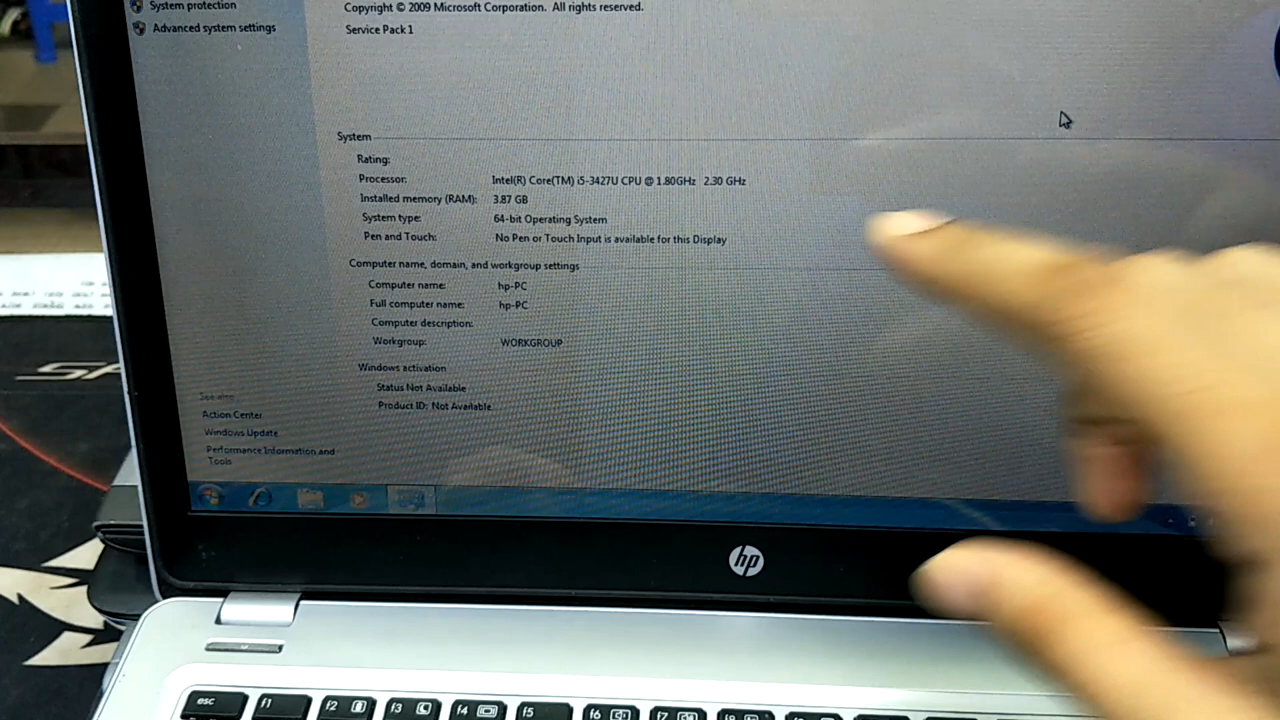 System protection
Advanced system settings
Copyright © 2009 Microsoft Corporation. All rights reserved.
Service Pack 1
System
Rating:
Processor: Intel(R) Core(TM) i5-3427U CPU @ 1.80GHz 2.30 GHz
Installed memory (RAM): 3.87 GB
System type: 64-bit Operating System
Pen and Touch: No Pen or Touch Input is available for this Display
Computer name, domain, and workgroup settings
Computer name: hp-PC
Full computer name: hp-PC
Computer description:
Workgroup: WORKGROUP
Windows activation
Status Not Available
Product ID: Not Available
See also
Action Center
Windows Update
Performance Information and
Tools
hp
esc
f1
f2
f3
f4
f5
f6
f7